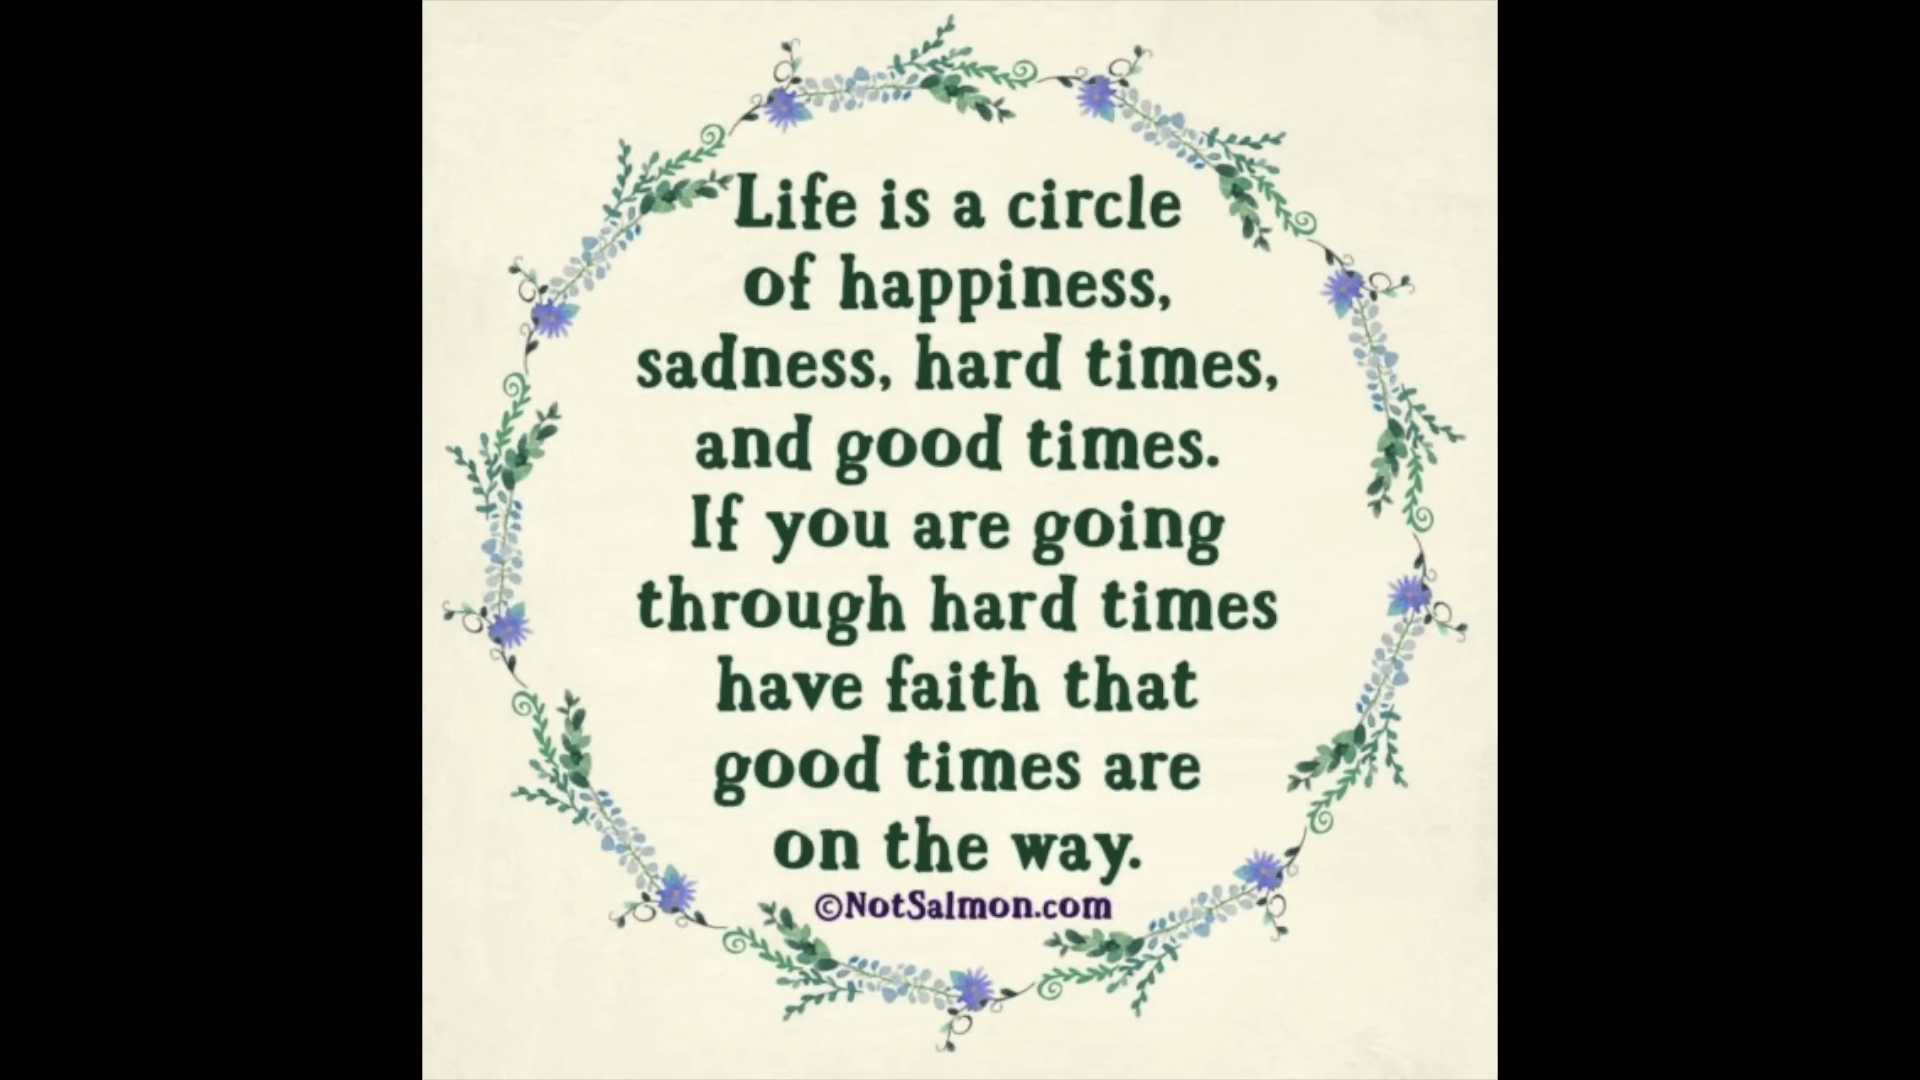 Life is a circle
of happiness,
sadness, hard times,
and good times.
If you are going
through hard times
have faith that
good times are
on the way.
©NotSalmon.com